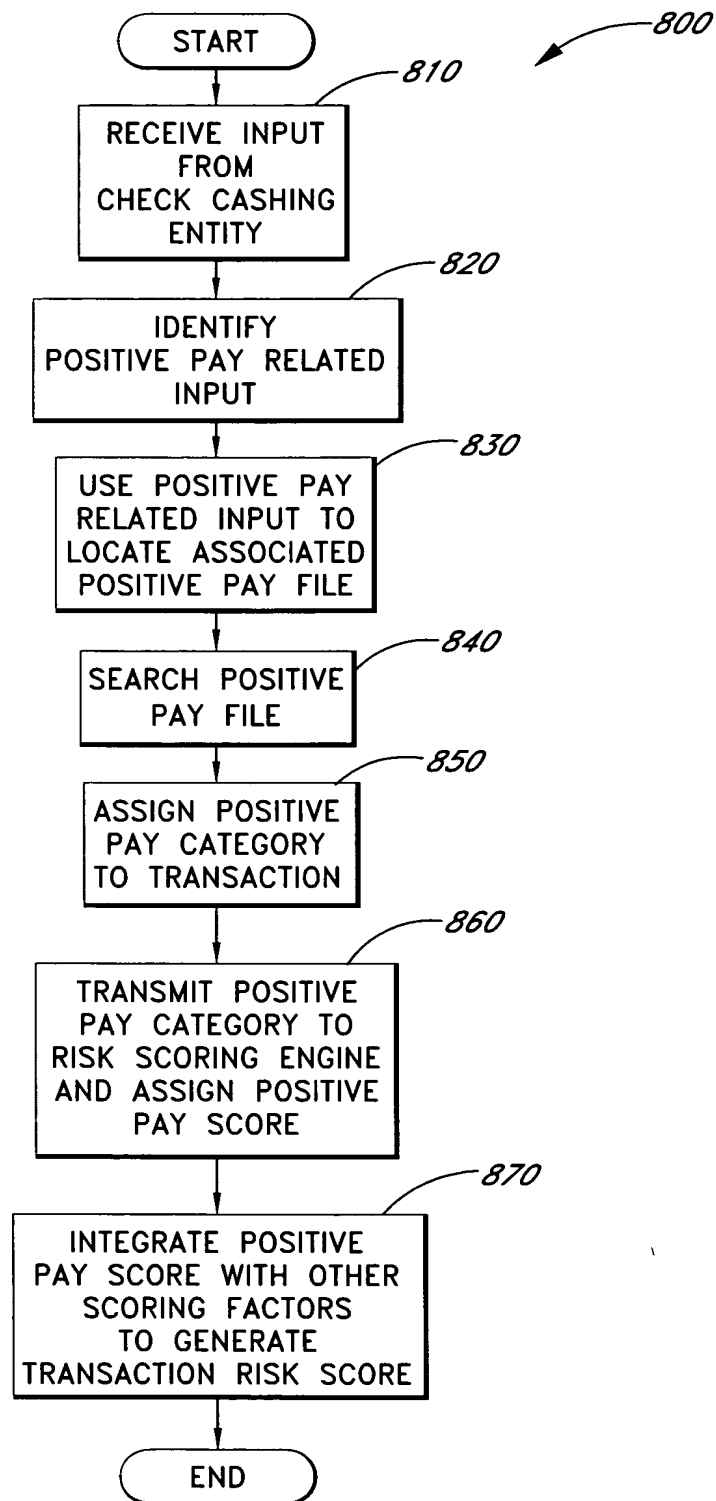 START
800
810
RECEIVE INPUT
FROM
CHECK CASHING
ENTITY
820
IDENTIFY
POSITIVE PAY RELATED
INPUT
830
USE POSITIVE PAY
RELATED INPUT TO
LOCATE ASSOCIATED
POSITIVE PAY FILE
840
SEARCH POSITIVE
PAY FILE
850
ASSIGN POSITIVE
PAY CATEGORY
TO TRANSACTION
860
TRANSMIT POSITIVE
PAY CATEGORY TO
RISK SCORING ENGINE
AND ASSIGN POSITIVE
PAY SCORE
870
INTEGRATE POSITIVE
PAY SCORE WITH OTHER
SCORING FACTORS
TO GENERATE
TRANSACTION RISK SCORE
END